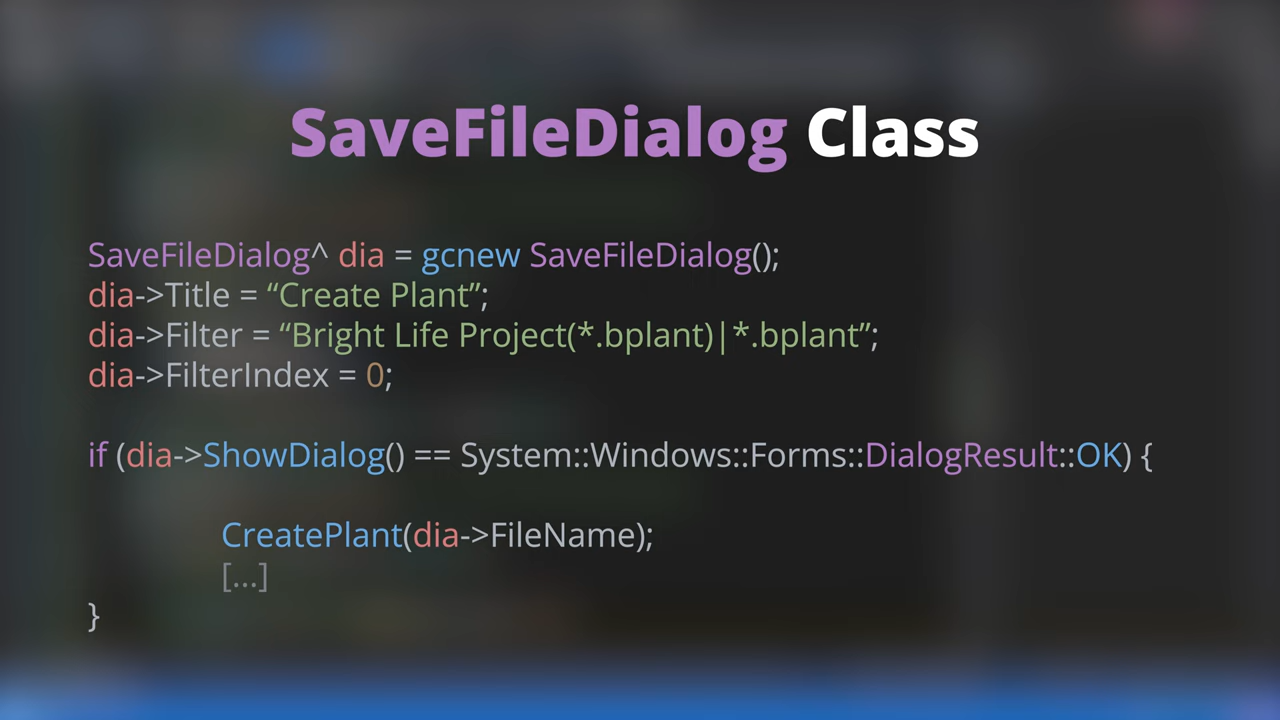 SaveFileDialog Class
SaveFileDialog^ dia = gcnew SaveFileDialog();
dia->Title = “Create Plant”;
dia->Filter = “Bright Life Project(*.bplant)|*.bplant”;
dia->FilterIndex = 0;
if (dia->ShowDialog() == System::Windows::Forms::DialogResult::OK) {
CreatePlant(dia->FileName);
[...]
}